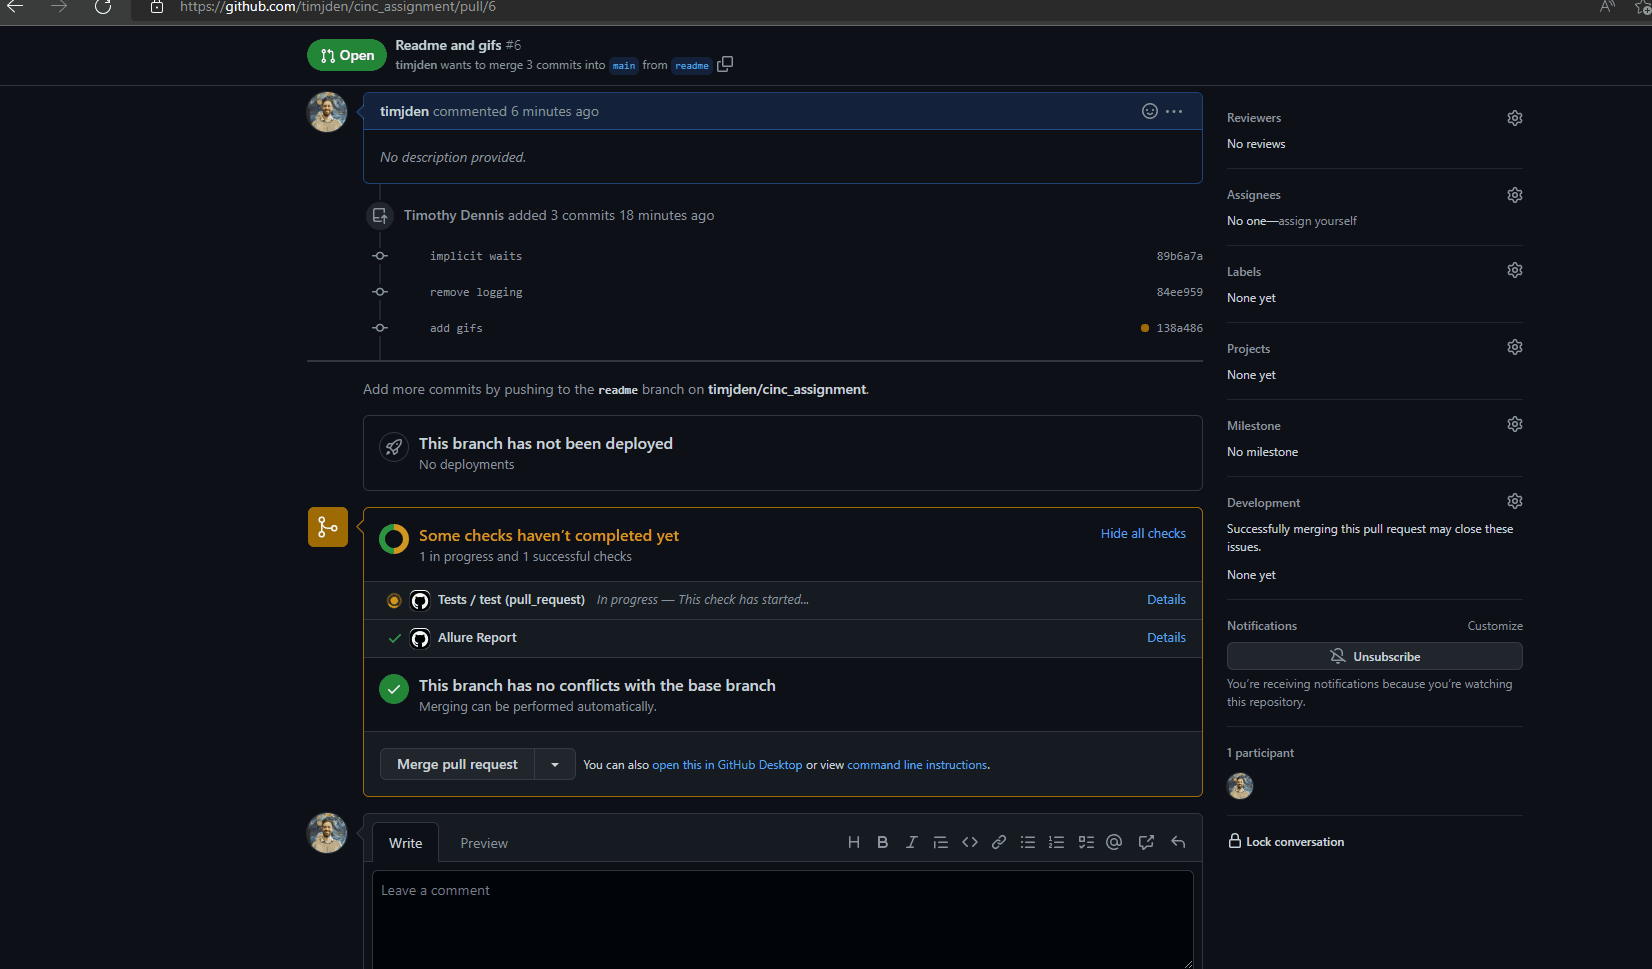 https://github.com/timjden/cinc_assignment/pull/6
Open
Readme and gifs #6
timjden wants to merge 3 commits into main from readme
timjden commented 6 minutes ago
No description provided.
Timothy Dennis added 3 commits 18 minutes ago
implicit waits 89b6a7a
remove logging 84ee959
add gifs 138a486
Add more commits by pushing to the readme branch on timjden/cinc_assignment.
This branch has not been deployed
No deployments
Some checks haven't completed yet
Hide all checks
1 in progress and 1 successful checks
Tests / test (pull_request) In progress — This check has started... Details
Allure Report Details
This branch has no conflicts with the base branch
Merging can be performed automatically.
Merge pull request
You can also open this in GitHub Desktop or view command line instructions.
Write Preview
Leave a comment
Reviewers
No reviews
Assignees
No one—assign yourself
Labels
None yet
Projects
None yet
Milestone
No milestone
Development
Successfully merging this pull request may close these
issues.
None yet
Notifications Customize
Unsubscribe
You're receiving notifications because you're watching
this repository.
1 participant
Lock conversation